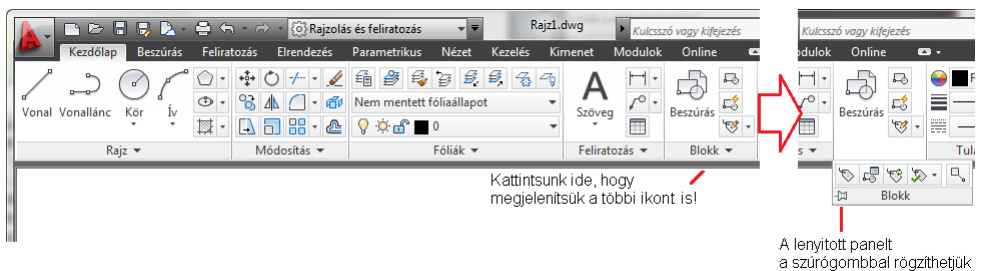 Rajzolás és feliratozás Rajz1.dwg Kulcsszó vagy kifejezés
Kezdőlap Beszúrás Feliratozás Elrendezés Parametrikus Nézet Kezelés Kimenet Modulok Online
Vonal Vonallánc Kör Ív
Nem mentett fóliaállapot
0
Szöveg
Beszúrás
Rajz Módosítás Fóliák Feliratozás Blokk
Kulcsszó vagy kifejezés
odulok Online
Beszúrás
F
s Tula
Blokk
Kattintsunk ide, hogy
megjelenítsük a többi ikont is!
A lenyitott panelt
a szúrógombbal rögzíthetjük